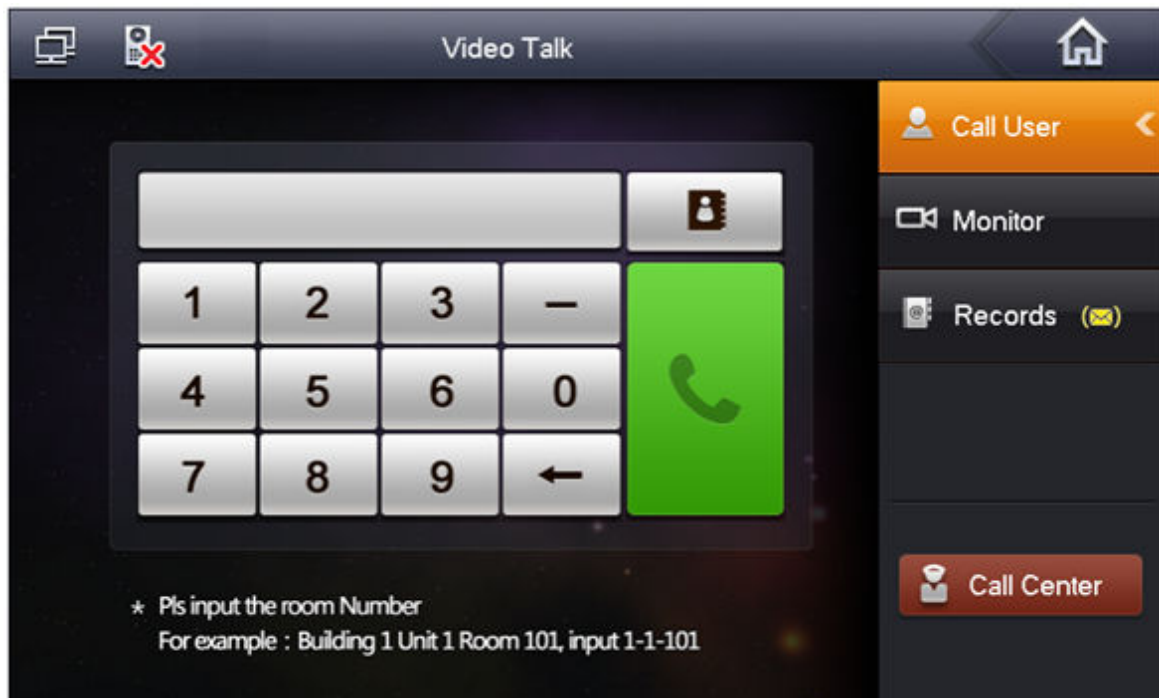 Video Talk
Call User
Monitor
Records
1 2 3 –
4 5 6 0
7 8 9 ←
Call Center
* Pls input the room Number
For example : Building 1 Unit 1 Room 101, input 1-1-101